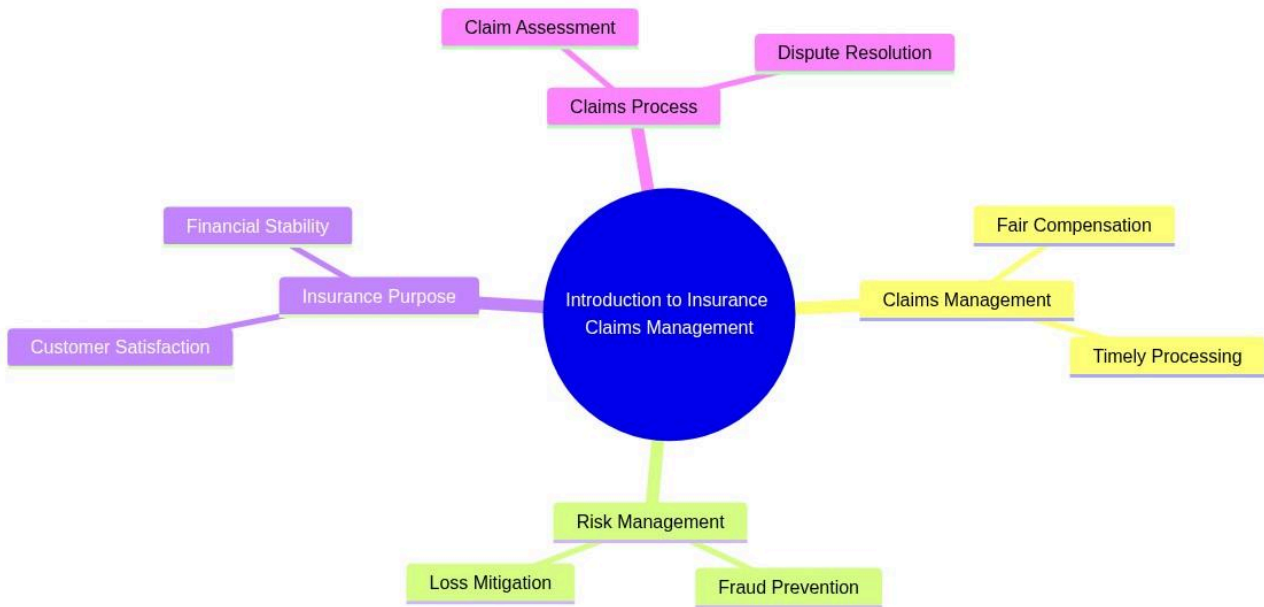 Claim Assessment
Dispute Resolution
Claims Process
Financial Stability
Fair Compensation
Insurance Purpose
Introduction to Insurance
Claims Management
Claims Management
Customer Satisfaction
Timely Processing
Risk Management
Loss Mitigation
Fraud Prevention